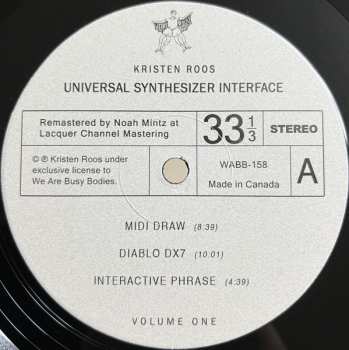 KRISTEN ROOS
UNIVERSAL SYNTHESIZER INTERFACE
Remastered by Noah Mintz at
Lacquer Channel Mastering
33 1/3
STEREO
© ℗ Kristen Roos under
exclusive license to
We Are Busy Bodies.
WABB-158
Made in Canada
A
MIDI DRAW (8:39)
DIABLO DX7 (10:01)
INTERACTIVE PHRASE (4:39)
VOLUME ONE